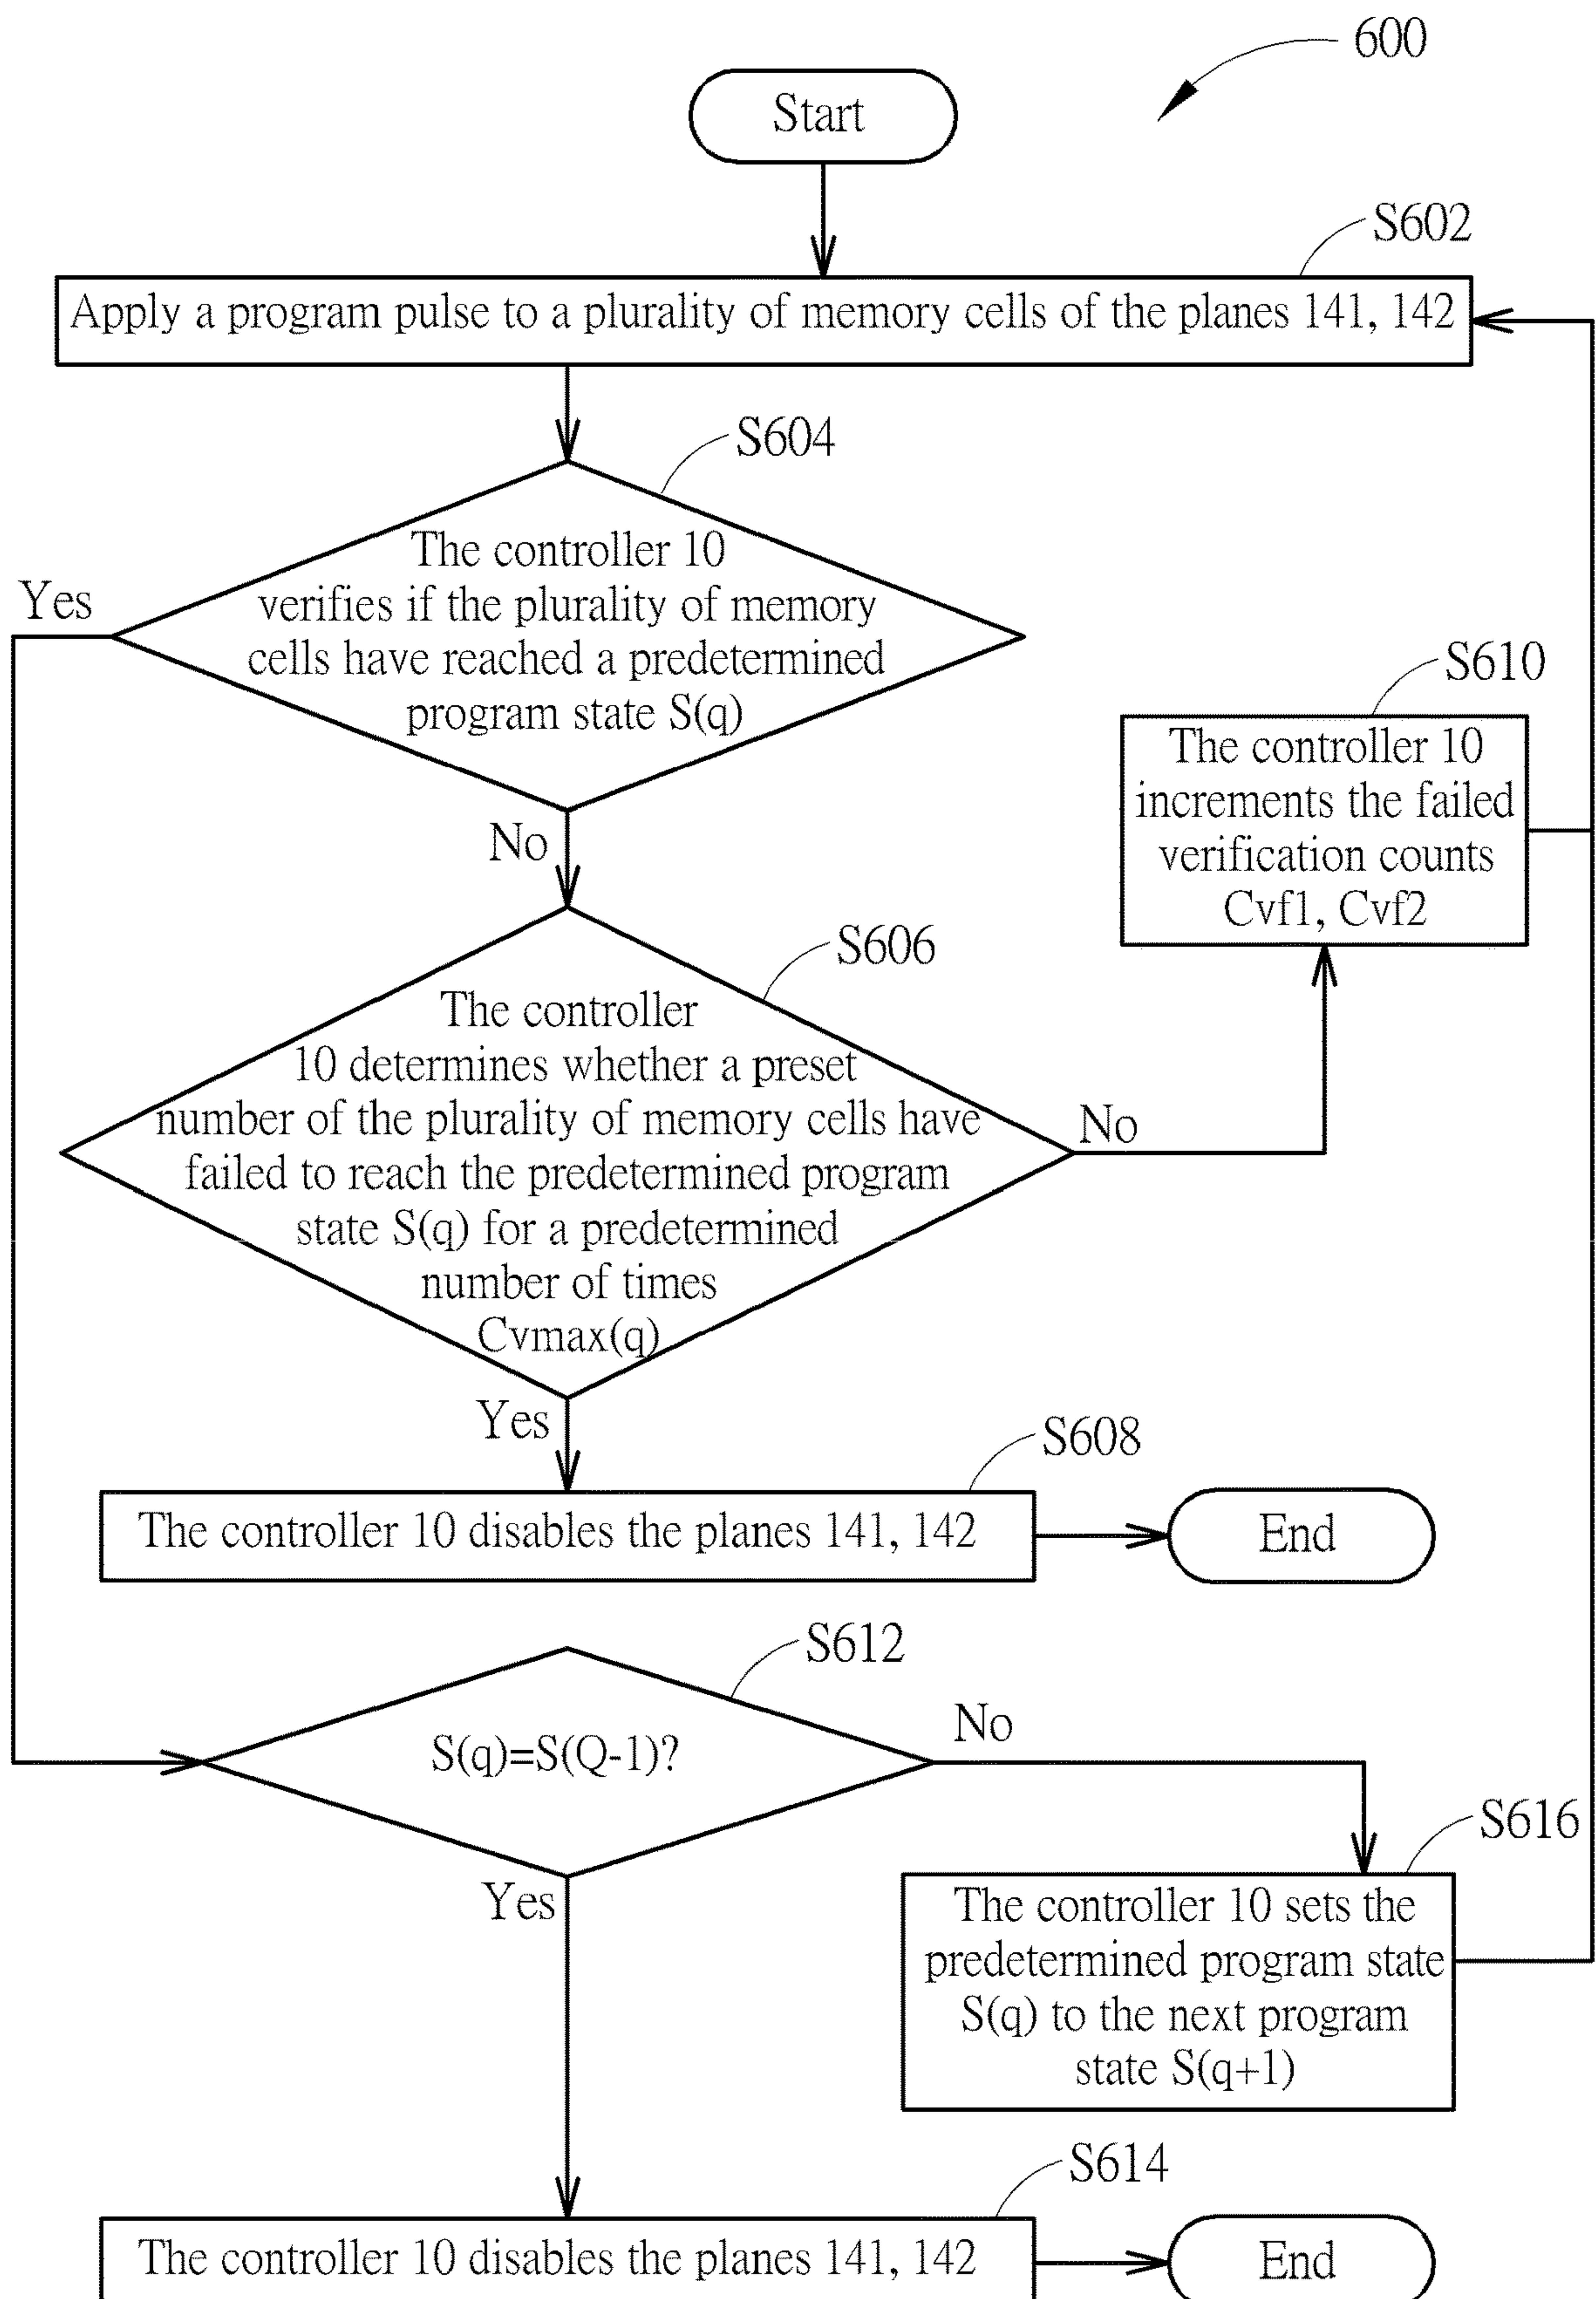 600
Start
S602
Apply a program pulse to a plurality of memory cells of the planes 141, 142
S604
The controller 10
verifies if the plurality of memory
cells have reached a predetermined
program state S(q)
Yes
No
S610
The controller 10
increments the failed
verification counts
Cvf1, Cvf2
S606
The controller
10 determines whether a preset
number of the plurality of memory cells have
failed to reach the predetermined program
state S(q) for a predetermined
number of times
Cvmax(q)
No
Yes
S608
The controller 10 disables the planes 141, 142
End
S612
S(q)=S(Q-1)?
No
Yes
S616
The controller 10 sets the
predetermined program state
S(q) to the next program
state S(q+1)
S614
The controller 10 disables the planes 141, 142
End